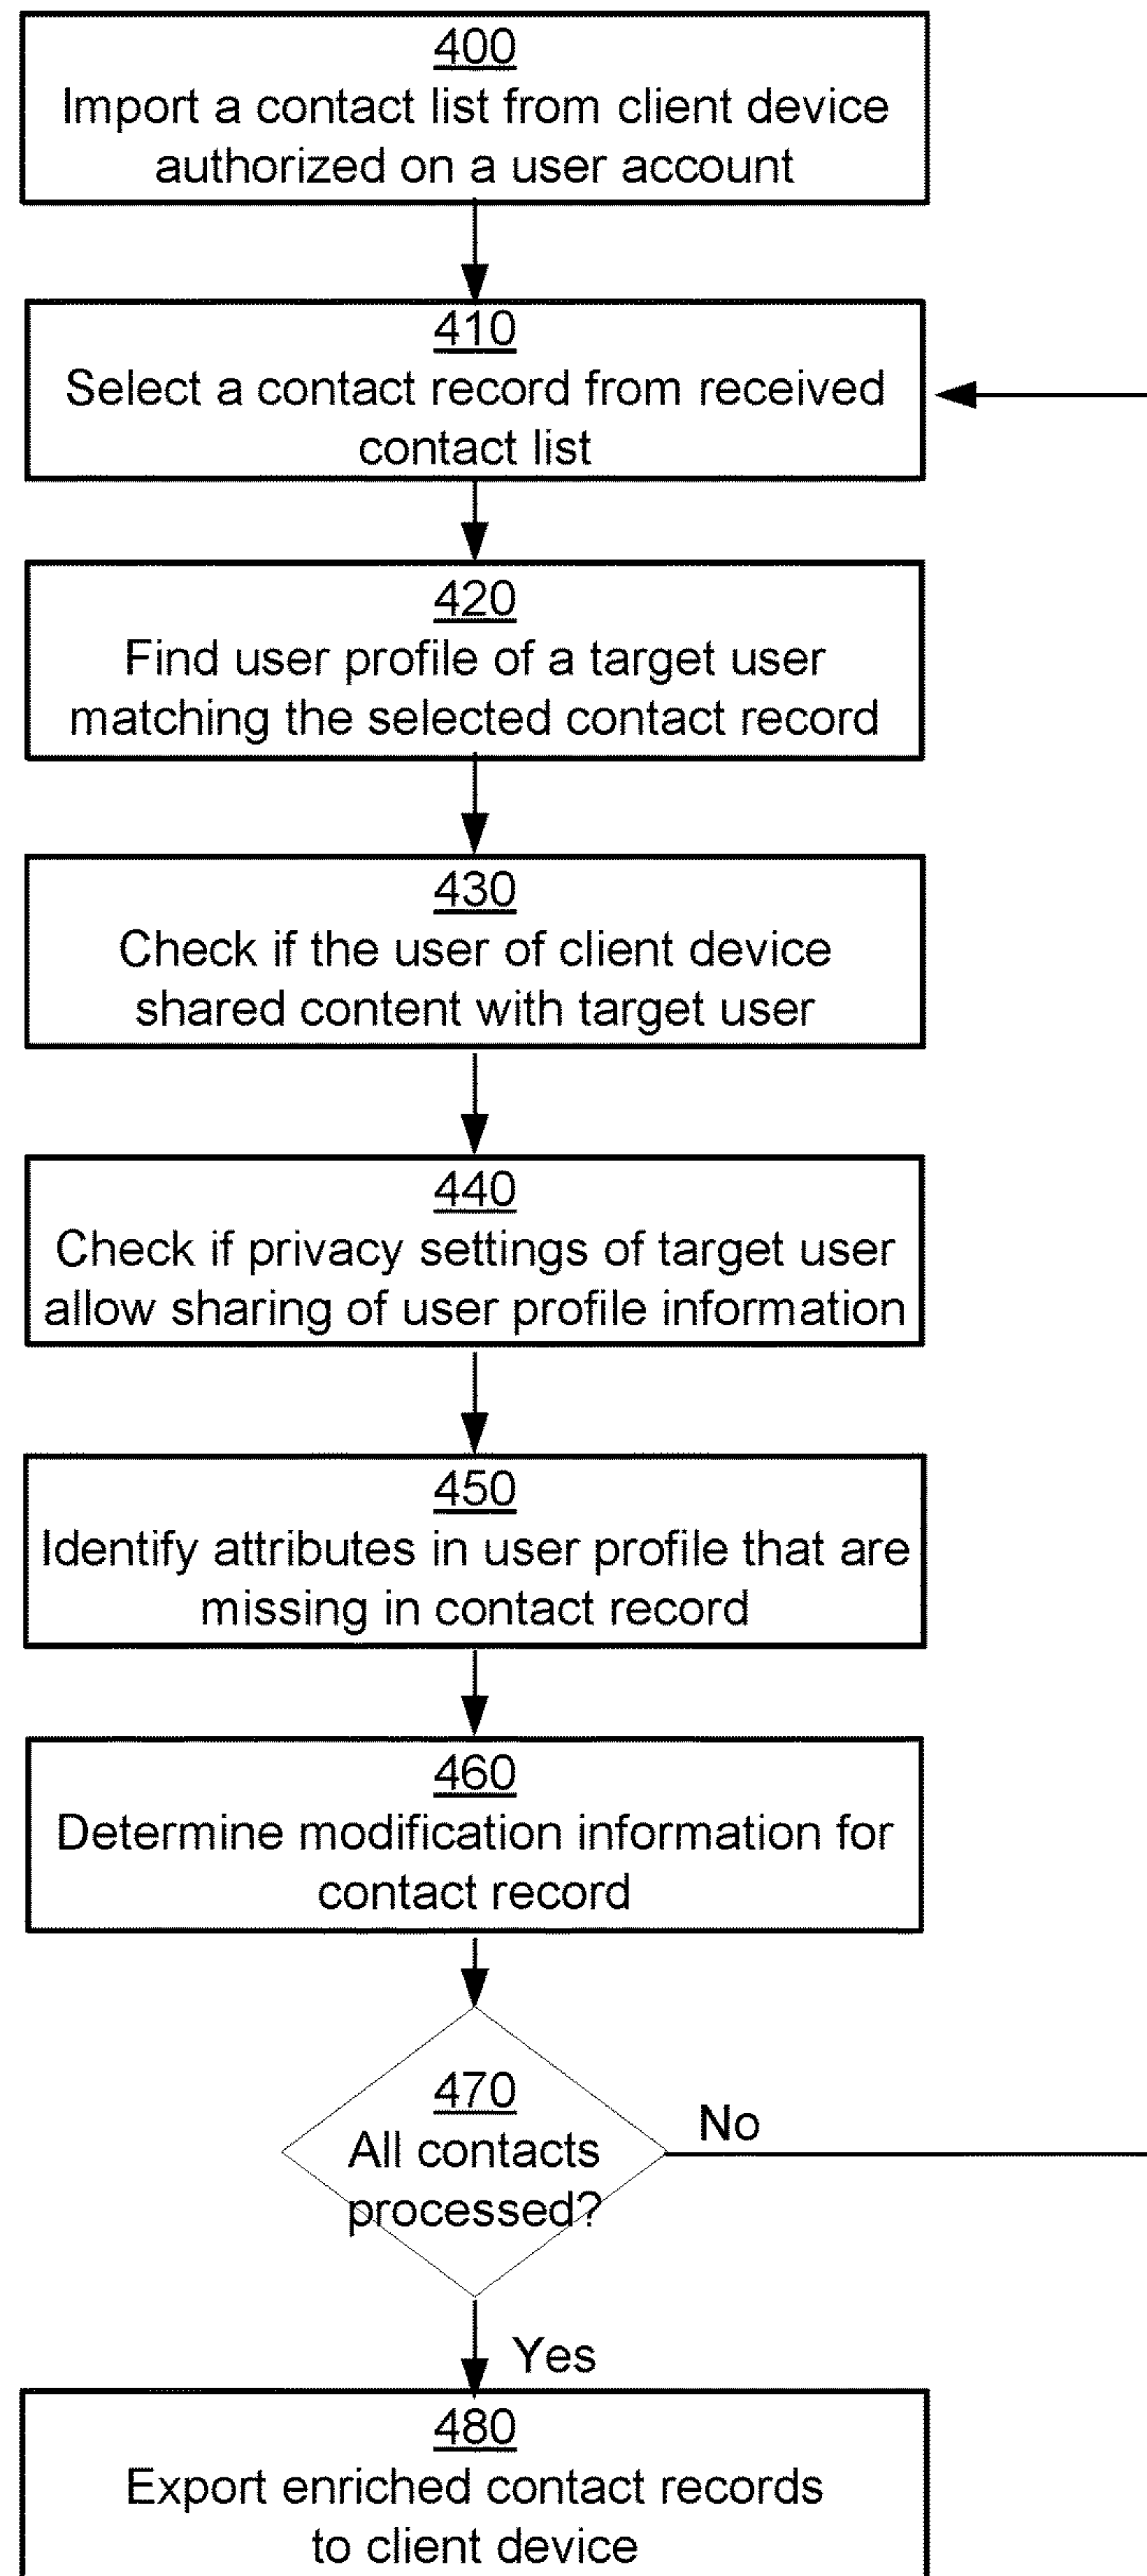 400
Import a contact list from client device
authorized on a user account
410
Select a contact record from received
contact list
420
Find user profile of a target user
matching the selected contact record
430
Check if the user of client device
shared content with target user
440
Check if privacy settings of target user
allow sharing of user profile information
450
Identify attributes in user profile that are
missing in contact record
460
Determine modification information for
contact record
470
All contacts
processed?
No
Yes
480
Export enriched contact records
to client device